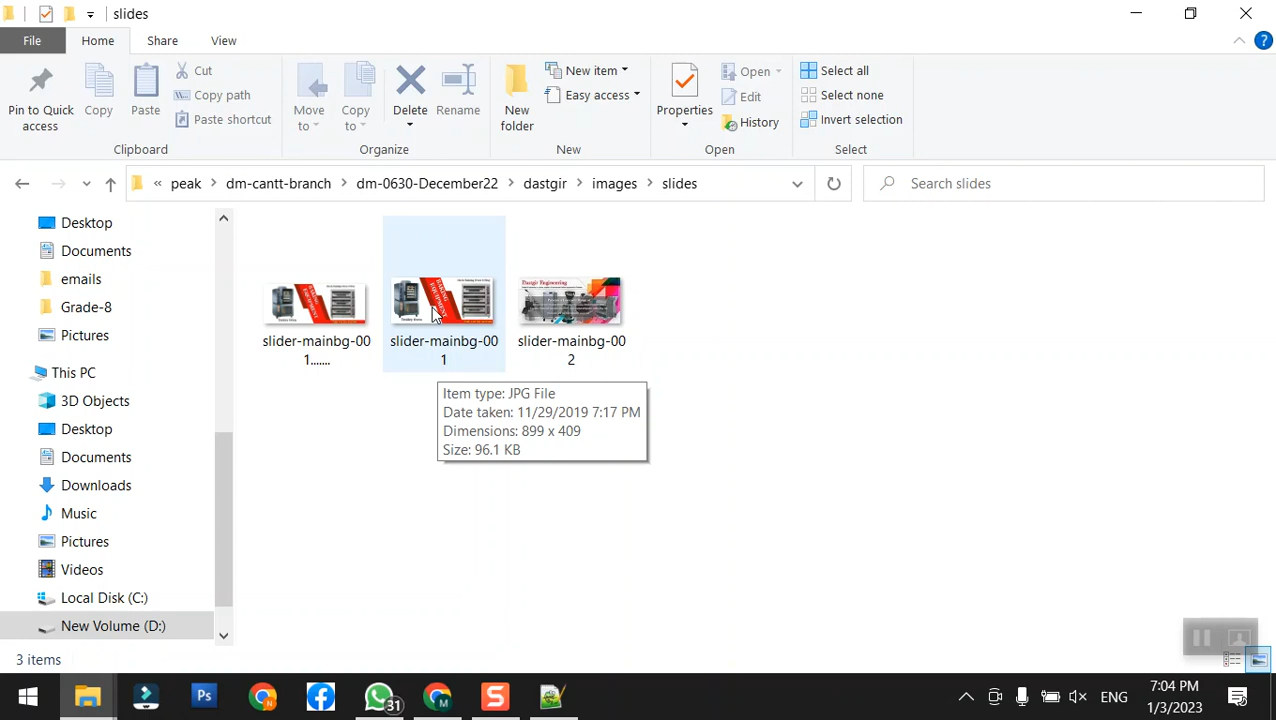 slides
File
Home
Share
View
Pin to Quick
access
Copy
Paste
Cut
Copy path
Paste shortcut
Clipboard
Move
to
Copy
to
Delete
Rename
Organize
New
folder
New item
Easy access
New
Properties
Open
Edit
History
Open
Select all
Select none
Invert selection
Select
« peak > dm-cantt-branch > dm-0630-December22 > dastgir > images > slides
Search slides
Desktop
Documents
emails
Grade-8
Pictures
This PC
3D Objects
Desktop
Documents
Downloads
Music
Pictures
Videos
Local Disk (C:)
New Volume (D:)
Dastgir Engineering
slider-mainbg-00
1.......
slider-mainbg-00
1
slider-mainbg-00
2
Item type: JPG File
Date taken: 11/29/2019 7:17 PM
Dimensions: 899 x 409
Size: 96.1 KB
3 items
Ps
N
31
M
S
ENG
7:04 PM
1/3/2023